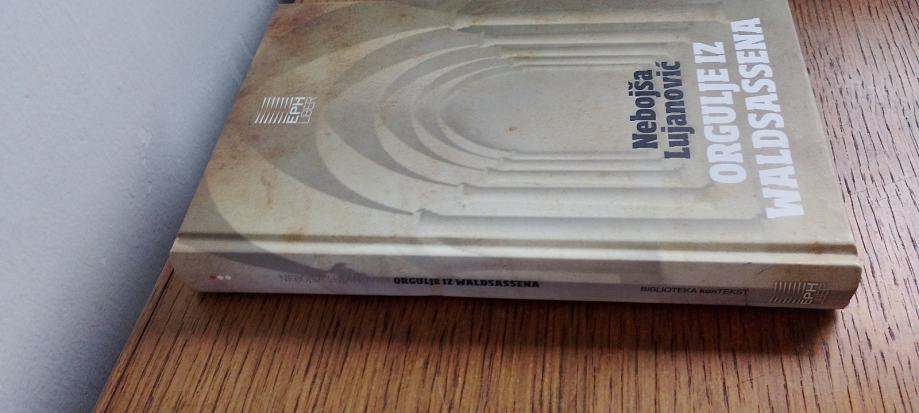 Nebojša
Lujanović
ORGULJE IZ
WALDSASSENA
EPH
LIBER
ORGULJE IZ WALDSASSENA
BIBLIOTEKA konTEKST
EPH
LIBER